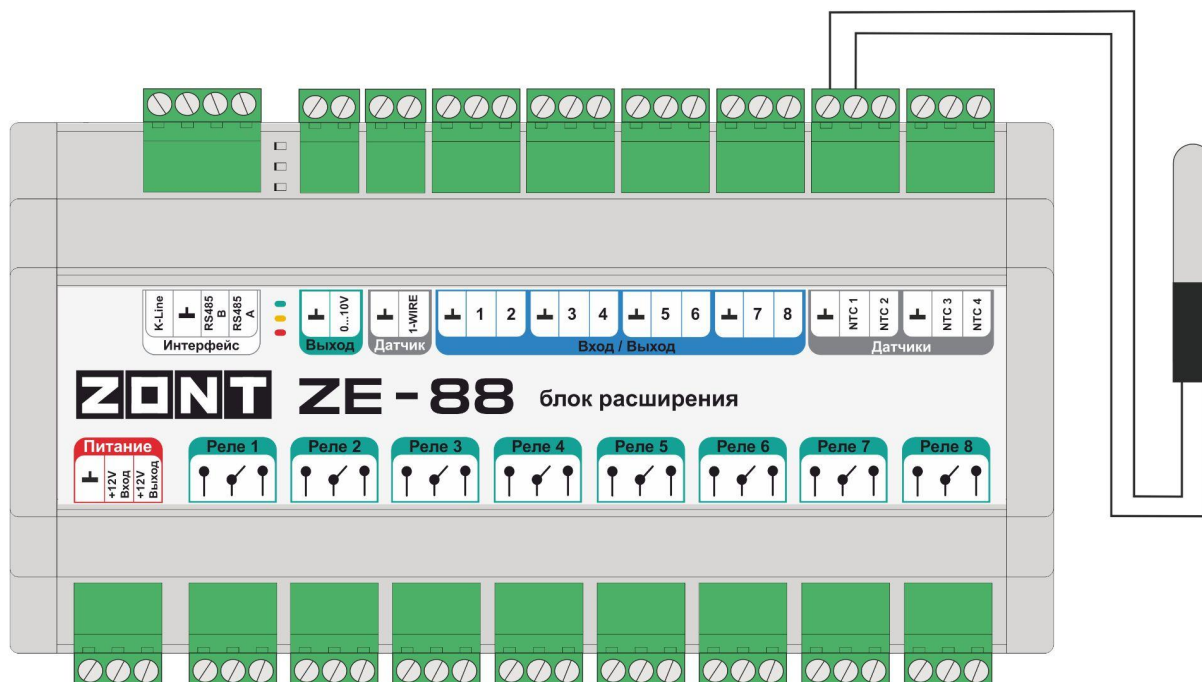 K-Line
RS485 B
RS485 A
Интерфейс
0...10V
Выход
1-WIRE
Датчик
1 2 3 4 5 6 7 8
Вход / Выход
NTC 1
NTC 2
NTC 3
NTC 4
Датчики
ZONT ZE-88 блок расширения
Питание
+12V Вход
+12V Выход
Реле 1 Реле 2 Реле 3 Реле 4 Реле 5 Реле 6 Реле 7 Реле 8